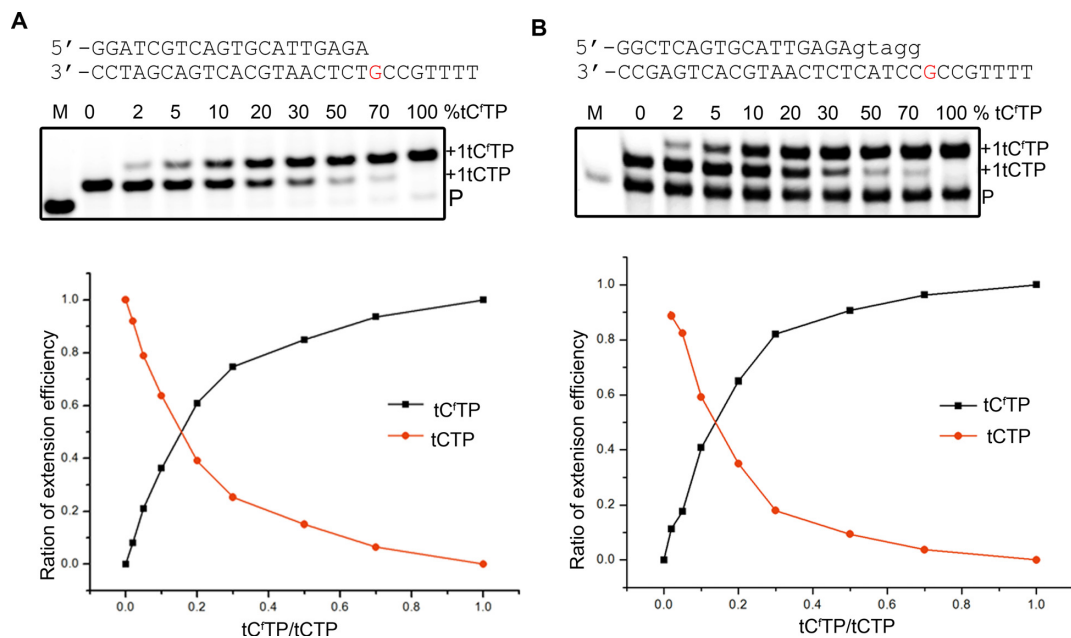 A
5’-GGATCGTCAGTGCATTGAGA
3’-CCTAGCAGTCACGTAACTCTGCCGTTTT
M 0 2 5 10 20 30 50 70 100 %tCᶠTP
+1tCᶠTP
+1tCTP
P
Ration of extension efficiency
1.0
0.8
0.6
0.4
0.2
0.0
tCᶠTP
tCTP
0.0 0.2 0.4 0.6 0.8 1.0
tCᶠTP/tCTP
B
5’-GGCTCAGTGCATTGAGAgtagg
3’-CCGAGTCACGTAACTCTCATCCGCCGTTTT
M 0 2 5 10 20 30 50 70 100 %tCᶠTP
+1tCᶠTP
+1tCTP
P
Ratio of extenison efficiency
1.0
0.8
0.6
0.4
0.2
0.0
tCᶠTP
tCTP
0.0 0.2 0.4 0.6 0.8 1.0
tCᶠTP/tCTP